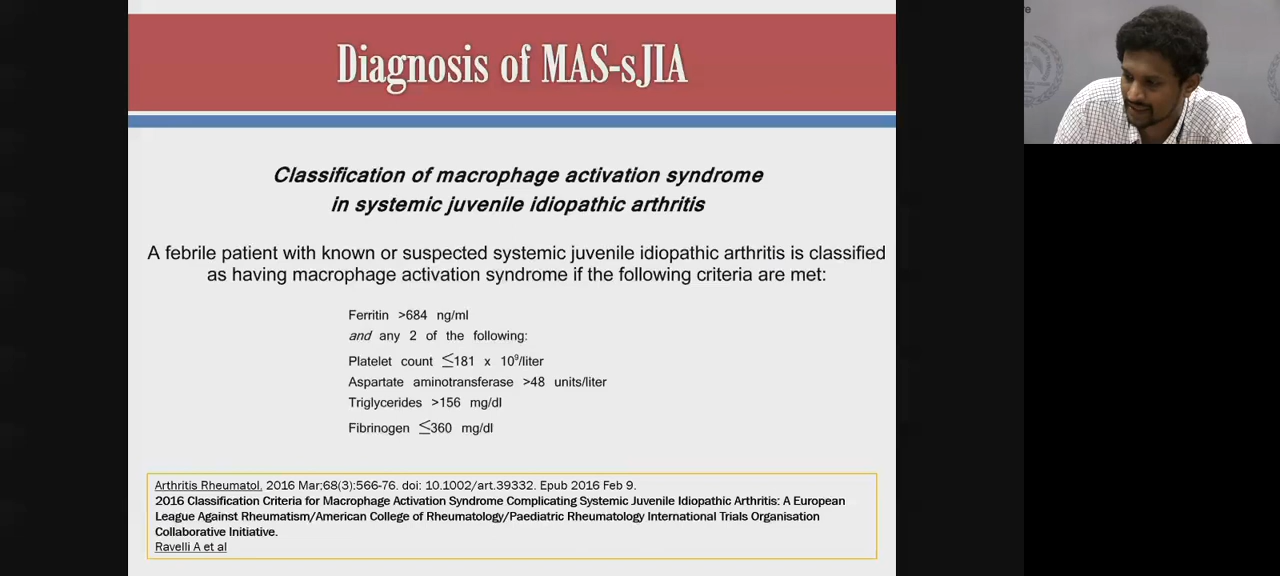 Diagnosis of MAS-sJIA
Classification of macrophage activation syndrome
in systemic juvenile idiopathic arthritis
A febrile patient with known or suspected systemic juvenile idiopathic arthritis is classified
as having macrophage activation syndrome if the following criteria are met:
Ferritin >684 ng/ml
and any 2 of the following:
Platelet count ≤181 x 10⁹/liter
Aspartate aminotransferase >48 units/liter
Triglycerides >156 mg/dl
Fibrinogen ≤360 mg/dl
Arthritis Rheumatol. 2016 Mar;68(3):566-76. doi: 10.1002/art.39332. Epub 2016 Feb 9.
2016 Classification Criteria for Macrophage Activation Syndrome Complicating Systemic Juvenile Idiopathic Arthritis: A European
League Against Rheumatism/American College of Rheumatology/Paediatric Rheumatology International Trials Organisation
Collaborative Initiative.
Ravelli A et al
re